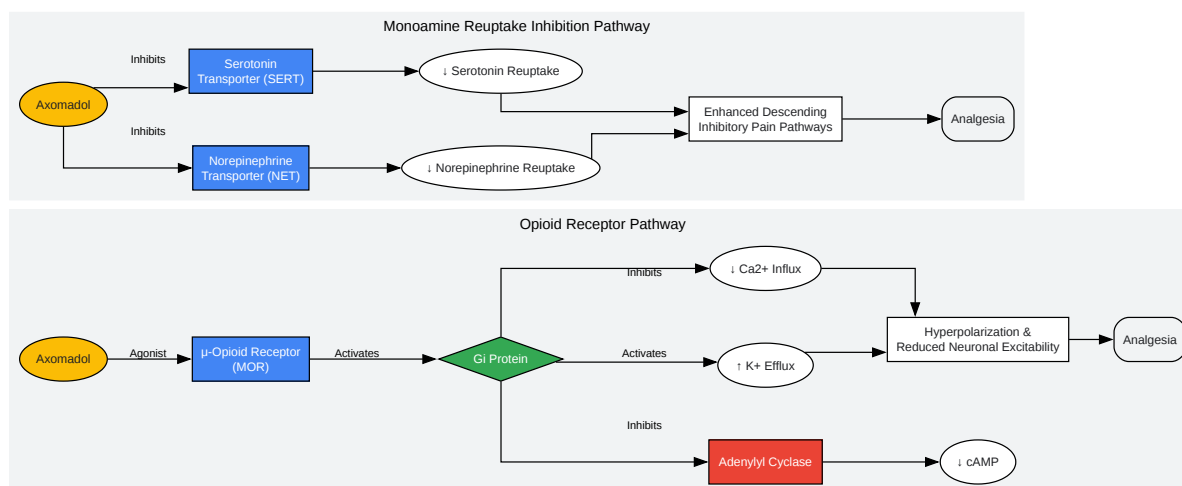 Monoamine Reuptake Inhibition Pathway
Inhibits
Serotonin
Transporter (SERT)
↓ Serotonin Reuptake
Axomadol
Enhanced Descending
Inhibitory Pain Pathways
Analgesia
Inhibits
Norepinephrine
Transporter (NET)
↓ Norepinephrine Reuptake
Opioid Receptor Pathway
Inhibits
↓ Ca2+ Influx
Axomadol
Agonist
μ-Opioid Receptor
(MOR)
Activates
Gi Protein
Activates
↑ K+ Efflux
Hyperpolarization &
Reduced Neuronal Excitability
Analgesia
Inhibits
Adenylyl Cyclase
↓ cAMP